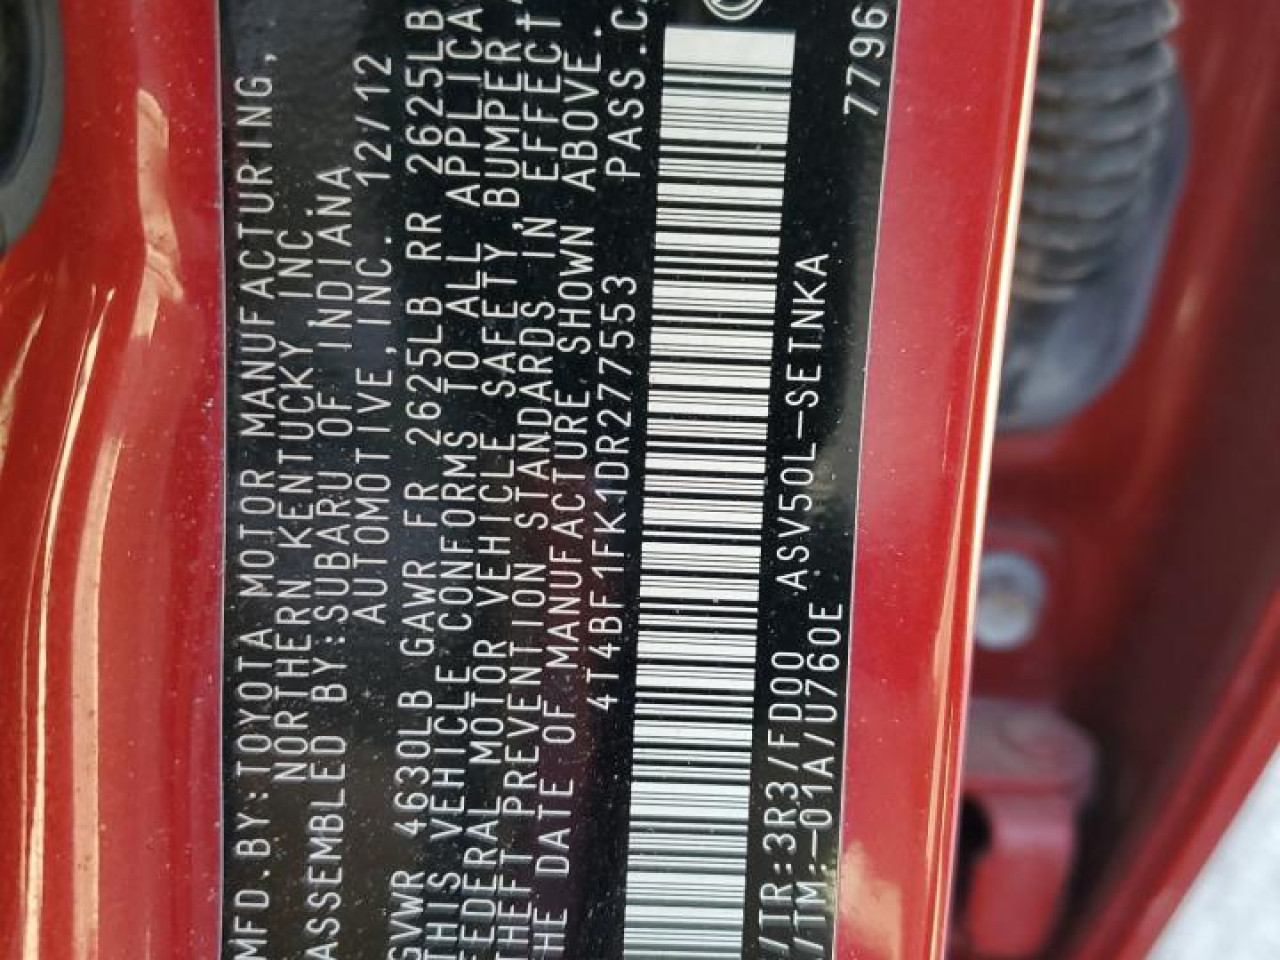 MFD.BY:TOYOTA MOTOR MANUFACTURING,
NORTHERN KENTUCKY INC.
ASSEMBLED BY:SUBARU OF INDIANA
AUTOMOTIVE,INC. 12/12
GVWR 4630LB GAWR FR 2625LB RR 2625LB
THIS VEHICLE CONFORMS TO ALL APPLICA
FEDERAL MOTOR VEHICLE SAFETY,BUMPER
THEFT PREVENTION STANDARDS IN EFFECT
HE DATE OF MANUFACTURE SHOWN ABOVE.
4T4BF1FK1DR277553 PASS.CA
/TR:3R3/FD00 ASV50L-SETNKA
/TM:-01A/U760E 7796